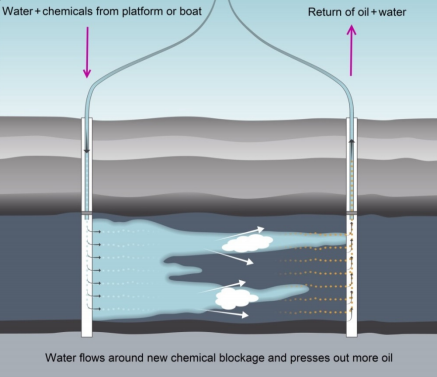 Water + chemicals from platform or boat
Return of oil + water
Water flows around new chemical blockage and presses out more oil